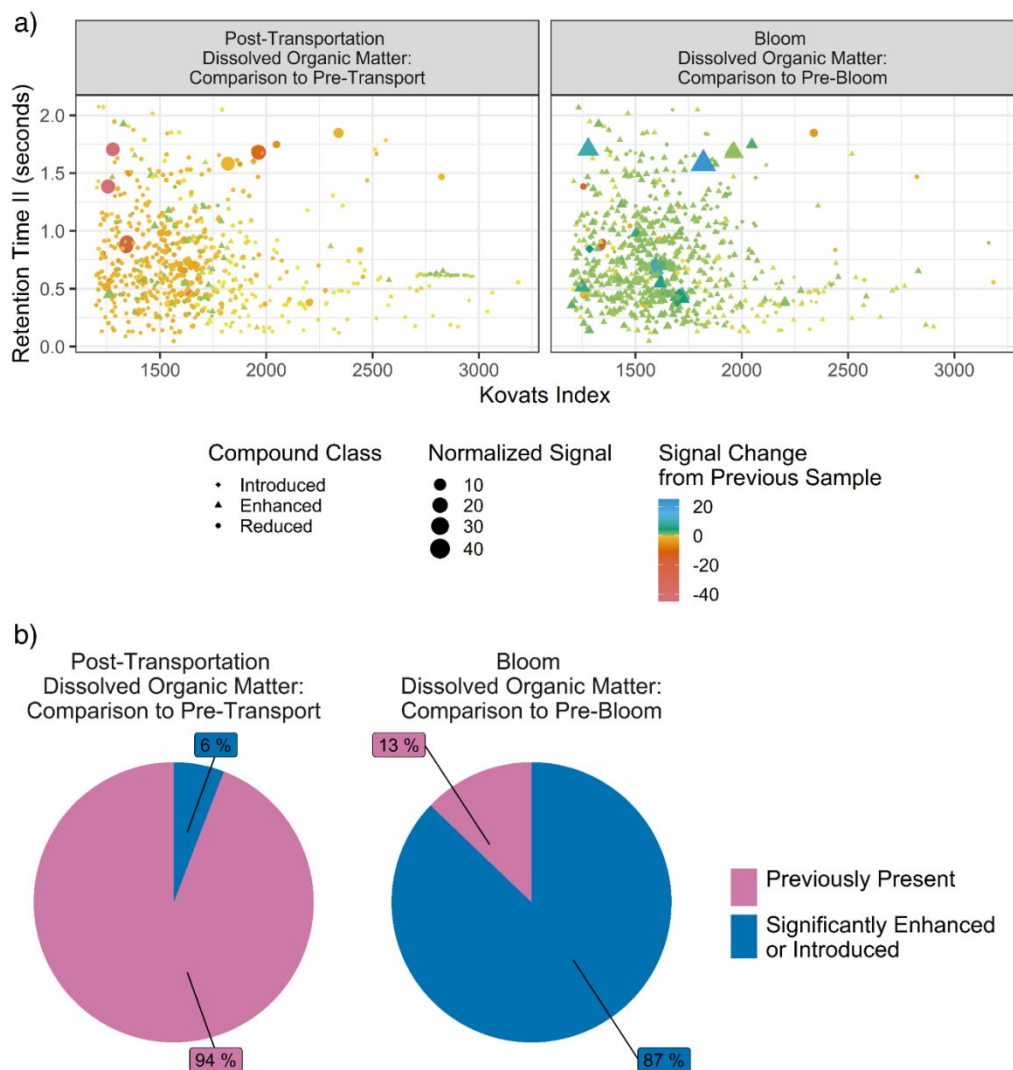 a)
Post-Transportation
Dissolved Organic Matter:
Comparison to Pre-Transport
Bloom
Dissolved Organic Matter:
Comparison to Pre-Bloom
Retention Time II (seconds)
2.0
1.5
1.0
0.5
0.0
1500 2000 2500 3000
1500 2000 2500 3000
Kovats Index
Compound Class
Introduced
Enhanced
Reduced
Normalized Signal
10
20
30
40
Signal Change
from Previous Sample
20
0
-20
-40
b)
Post-Transportation
Dissolved Organic Matter:
Comparison to Pre-Transport
6 %
94 %
Bloom
Dissolved Organic Matter:
Comparison to Pre-Bloom
13 %
87 %
Previously Present
Significantly Enhanced
or Introduced